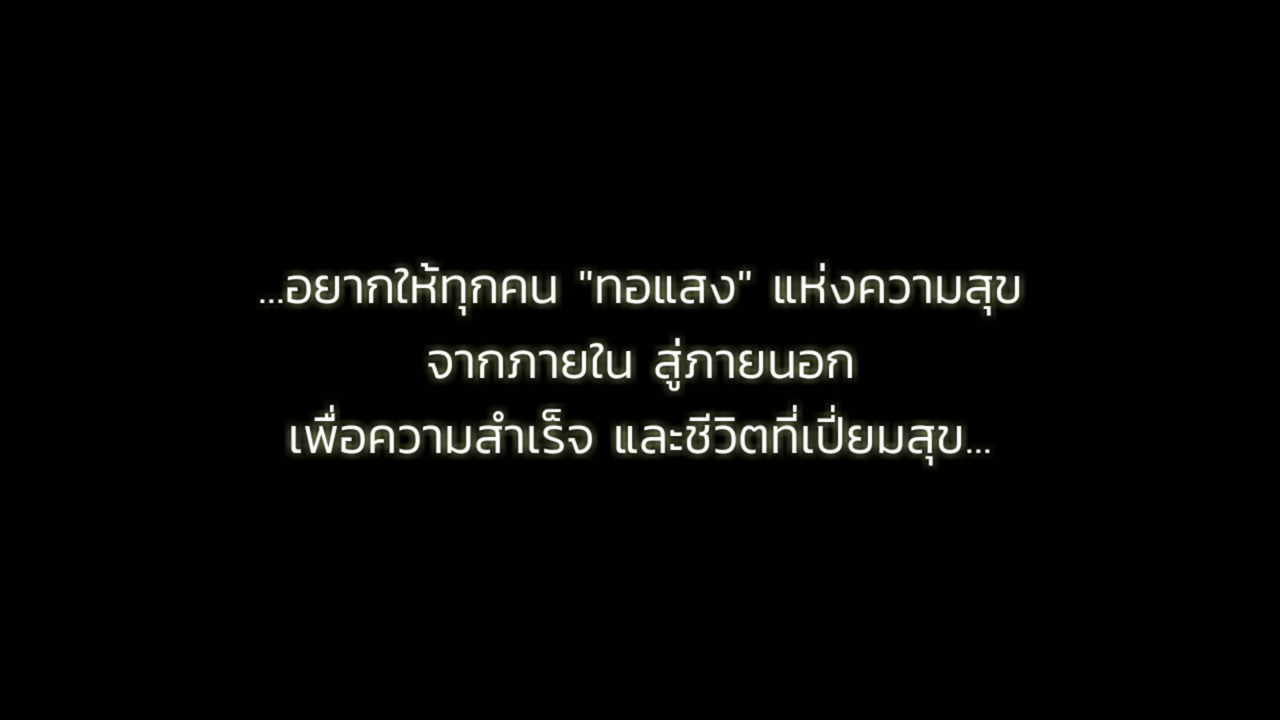 ...อยากให้ทุกคน "ทอแสง" แห่งความสุข
จากภายใน สู่ภายนอก
เพื่อความสำเร็จ และชีวิตที่เปี่ยมสุข...